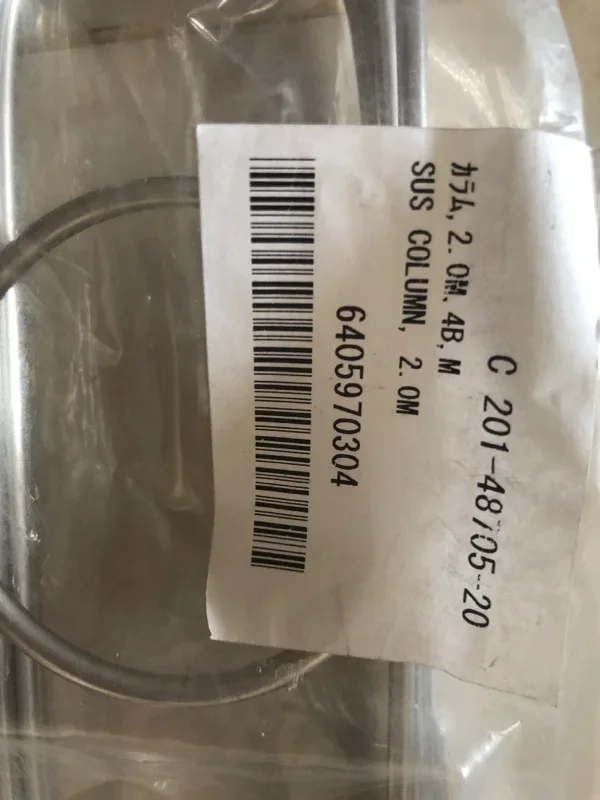 C 201-48705-20
カラム, 2.0M, 4B, M
SUS COLUMN, 2.0M
6405970304